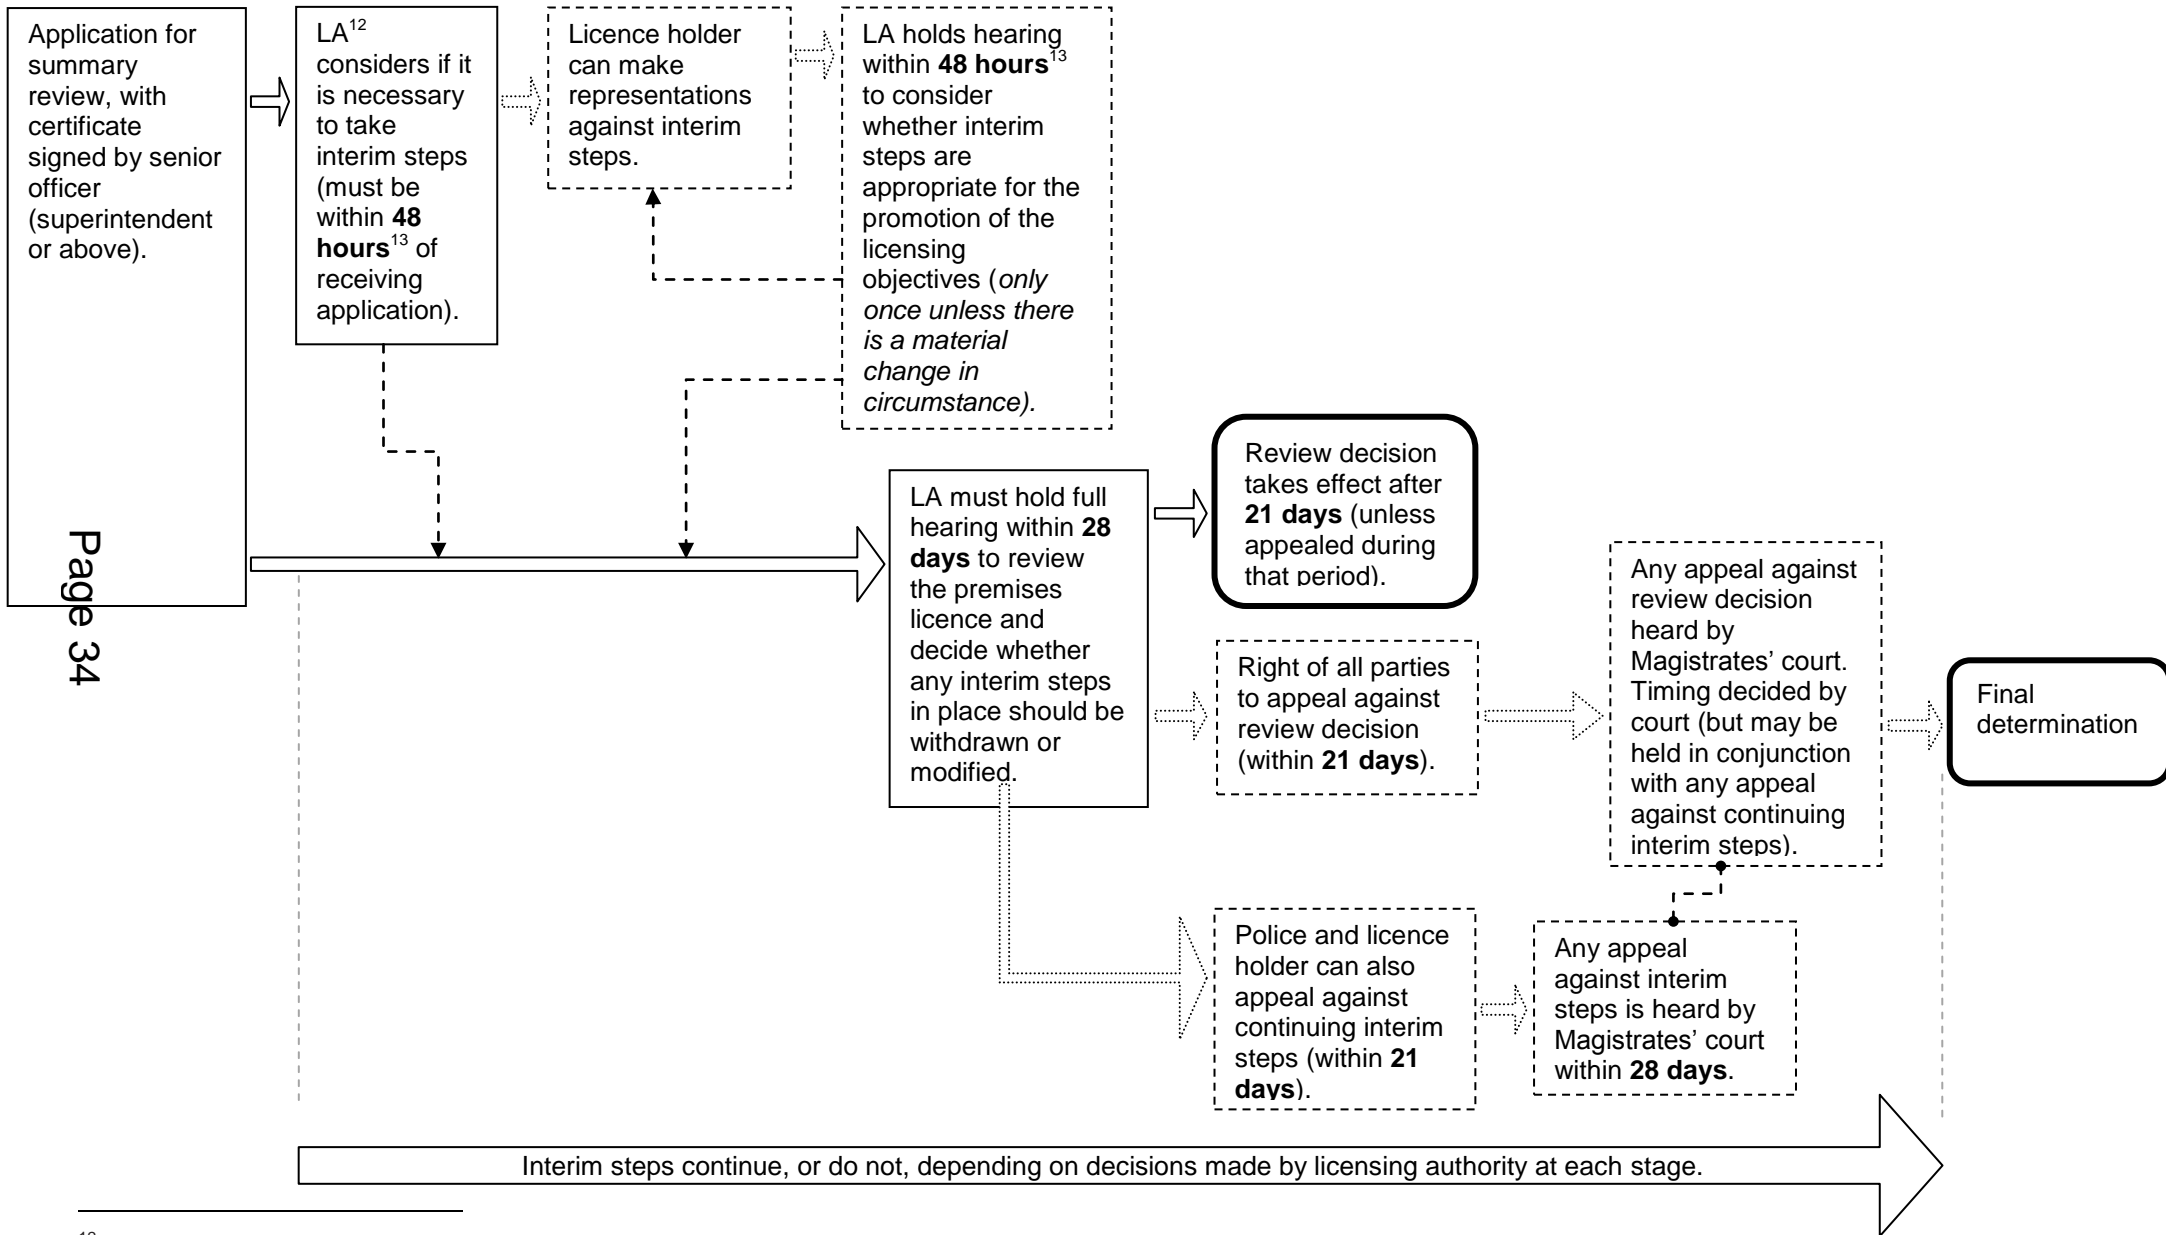 Application for
summary
review, with
certificate
signed by senior
officer
(superintendent
or above).
LA12
considers if it
is necessary
to take
interim steps
(must be
within 48
hours13 of
receiving
application).
Licence holder
can make
representations
against interim
steps.
LA holds hearing
within 48 hours13
to consider
whether interim
steps are
appropriate for the
promotion of the
licensing
objectives (only
once unless there
is a material
change in
circumstance).
LA must hold full
hearing within 28
days to review
the premises
licence and
decide whether
any interim steps
in place should be
withdrawn or
modified.
Review decision
takes effect after
21 days (unless
appealed during
that period).
Right of all parties
to appeal against
review decision
(within 21 days).
Any appeal against
review decision
heard by
Magistrates’ court.
Timing decided by
court (but may be
held in conjunction
with any appeal
against continuing
interim steps).
Final
determination
Police and licence
holder can also
appeal against
continuing interim
steps (within 21
days).
Any appeal
against interim
steps is heard by
Magistrates’ court
within 28 days.
Interim steps continue, or do not, depending on decisions made by licensing authority at each stage.
Page 34